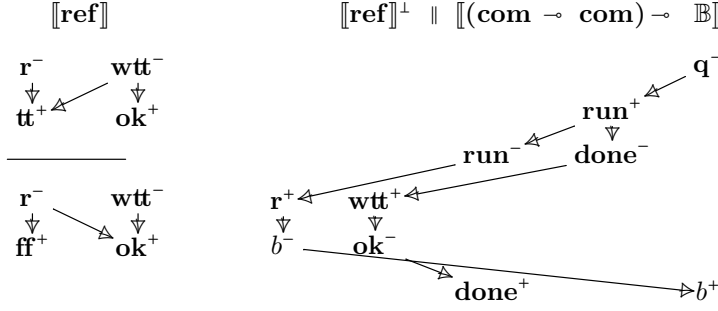 ⟦ref⟧ ⟦ref⟧⊥ ∥ ⟦(com ⊸ com) ⊸ 𝔹⟧
r⁻ wtt⁻ q⁻
tt⁺ ok⁺ run⁺
run⁻ done⁻
r⁻ wtt⁻ r⁺ wtt⁺
ff⁺ ok⁺ b⁻ ok⁻
done⁺ b⁺